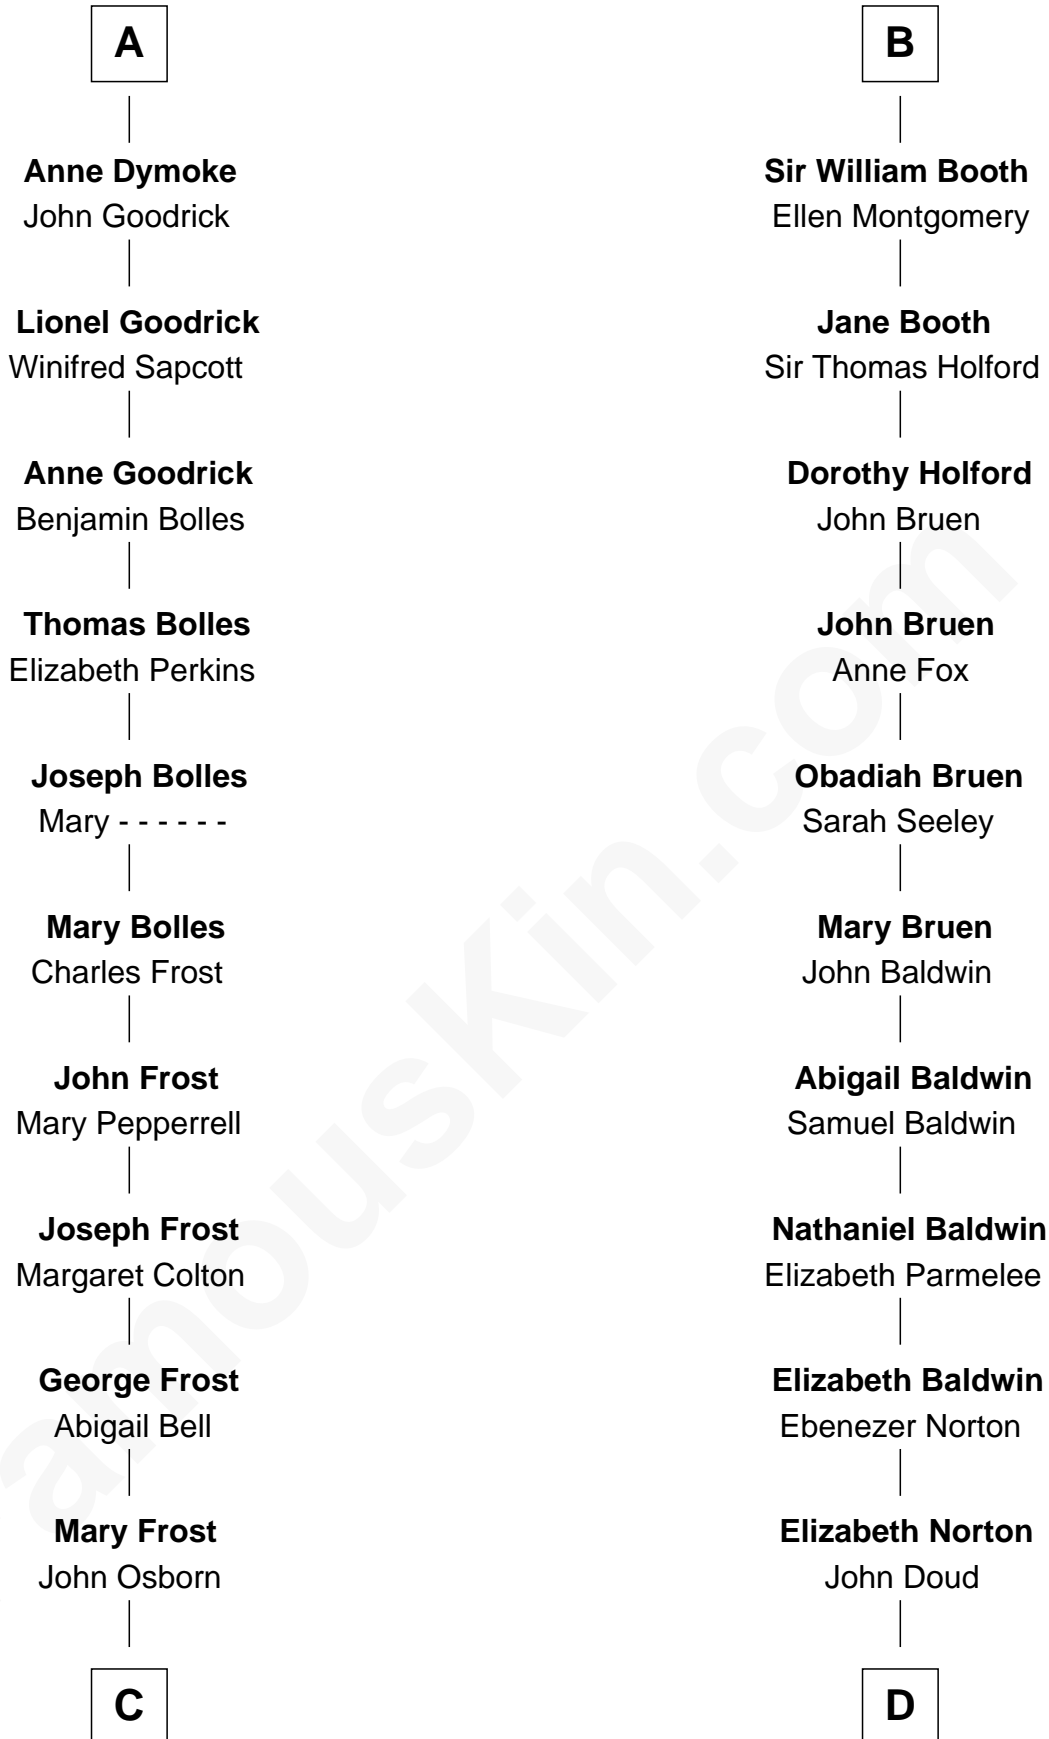 A
Anne Dymoke
John Goodrick
Lionel Goodrick
Winifred Sapcott
Anne Goodrick
Benjamin Bolles
Thomas Bolles
Elizabeth Perkins
Joseph Bolles
Mary - - - - - -
Mary Bolles
Charles Frost
John Frost
Mary Pepperrell
Joseph Frost
Margaret Colton
George Frost
Abigail Bell
Mary Frost
John Osborn
C
B
Sir William Booth
Ellen Montgomery
Jane Booth
Sir Thomas Holford
Dorothy Holford
John Bruen
John Bruen
Anne Fox
Obadiah Bruen
Sarah Seeley
Mary Bruen
John Baldwin
Abigail Baldwin
Samuel Baldwin
Nathaniel Baldwin
Elizabeth Parmelee
Elizabeth Baldwin
Ebenezer Norton
Elizabeth Norton
John Doud
D
amousKin.com